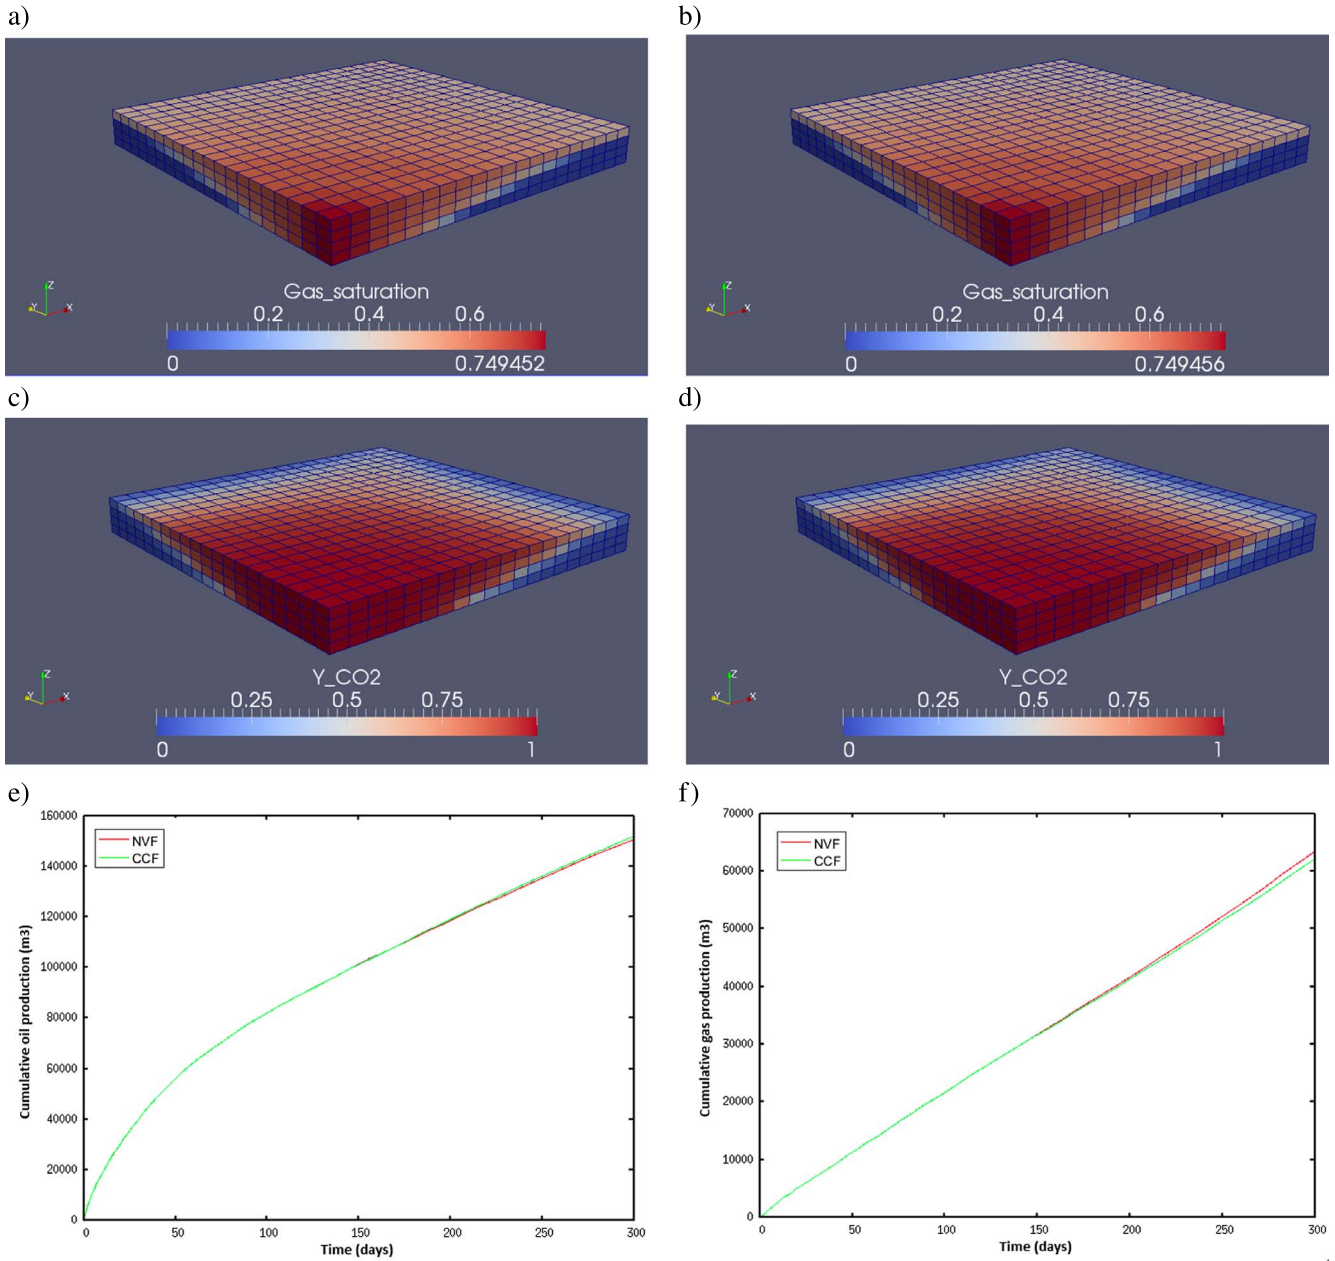 a)
b)
Z
Y
X
Gas_saturation
0.2 0.4 0.6
0 0.749452
Z
Y
X
Gas_saturation
0.2 0.4 0.6
0 0.749456
c)
d)
Z
Y
X
Y_CO2
0.25 0.5 0.75
0 1
Z
Y
X
Y_CO2
0.25 0.5 0.75
0 1
e)
160000
140000
120000
100000
80000
60000
40000
20000
0
NVF
CCF
Cumulative oil production (m3)
0 50 100 150 200 250 300
Time (days)
f)
70000
60000
50000
40000
30000
20000
10000
0
NVF
CCF
Cumulative gas production (m3)
0 50 100 150 200 250 300
Time (days)